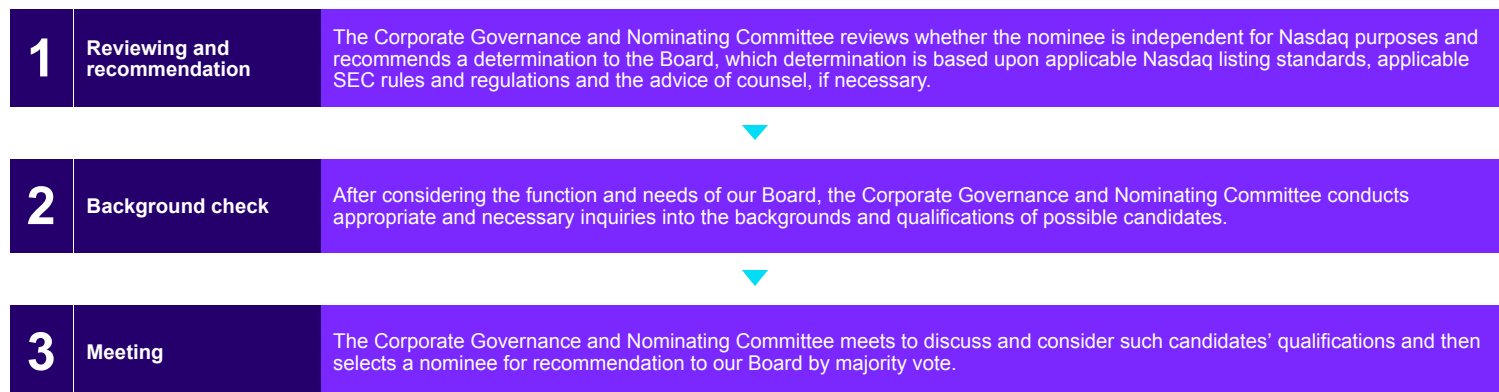 1
Reviewing and
recommendation
The Corporate Governance and Nominating Committee reviews whether the nominee is independent for Nasdaq purposes and
recommends a determination to the Board, which determination is based upon applicable Nasdaq listing standards, applicable
SEC rules and regulations and the advice of counsel, if necessary.
2
Background check
After considering the function and needs of our Board, the Corporate Governance and Nominating Committee conducts
appropriate and necessary inquiries into the backgrounds and qualifications of possible candidates.
3
Meeting
The Corporate Governance and Nominating Committee meets to discuss and consider such candidates’ qualifications and then
selects a nominee for recommendation to our Board by majority vote.